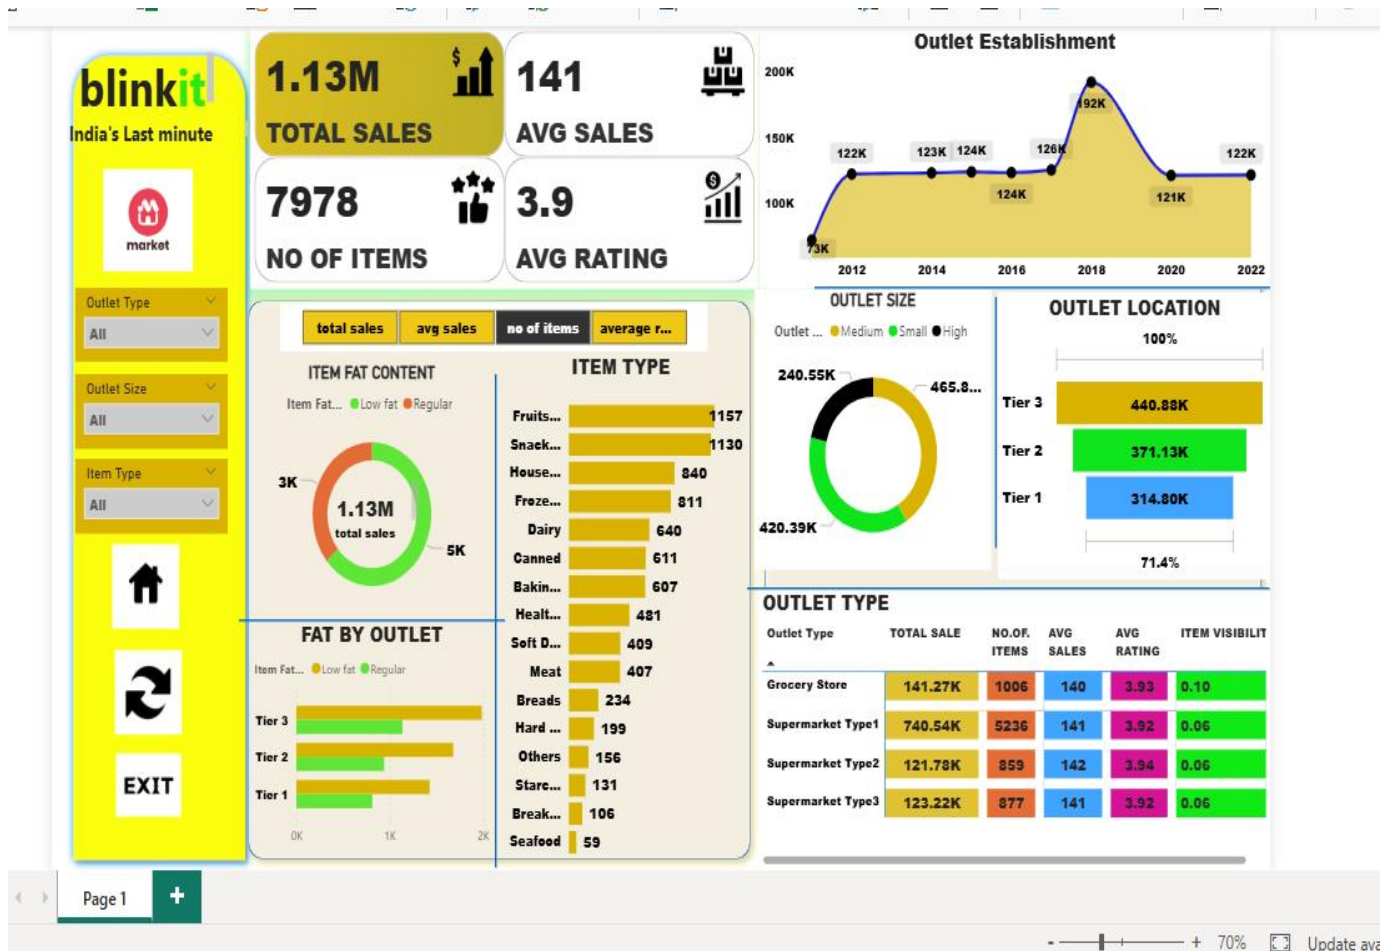 blinkit
India's Last minute
market
Outlet Type
All
Outlet Size
All
Item Type
All
EXIT
1.13M
TOTAL SALES
$
141
AVG SALES
7978
NO OF ITEMS
3.9
AVG RATING
$
Outlet Establishment
200K
150K
100K
73K
122K
123K
124K
124K
126K
192K
121K
122K
2012 2014 2016 2018 2020 2022
total sales avg sales no of items average r...
ITEM FAT CONTENT
Item Fat... Low fat Regular
3K
1.13M
total sales
5K
FAT BY OUTLET
Item Fat... Low fat Regular
Tier 3
Tier 2
Tier 1
0K 1K 2K
ITEM TYPE
Fruits... 1157
Snack... 1130
House... 840
Froze... 811
Dairy 640
Canned 611
Bakin... 607
Healt... 481
Soft D... 409
Meat 407
Breads 234
Hard ... 199
Others 156
Starc... 131
Break... 106
Seafood 59
OUTLET SIZE
Outlet ... Medium Small High
240.55K
465.8...
420.39K
OUTLET LOCATION
100%
Tier 3 440.88K
Tier 2 371.13K
Tier 1 314.80K
71.4%
OUTLET TYPE
Outlet Type TOTAL SALE NO.OF. ITEMS AVG SALES AVG RATING ITEM VISIBILIT
Grocery Store 141.27K 1006 140 3.93 0.10
Supermarket Type1 740.54K 5236 141 3.92 0.06
Supermarket Type2 121.78K 859 142 3.94 0.06
Supermarket Type3 123.22K 877 141 3.92 0.06
Page 1
+
- + 70% Update ava